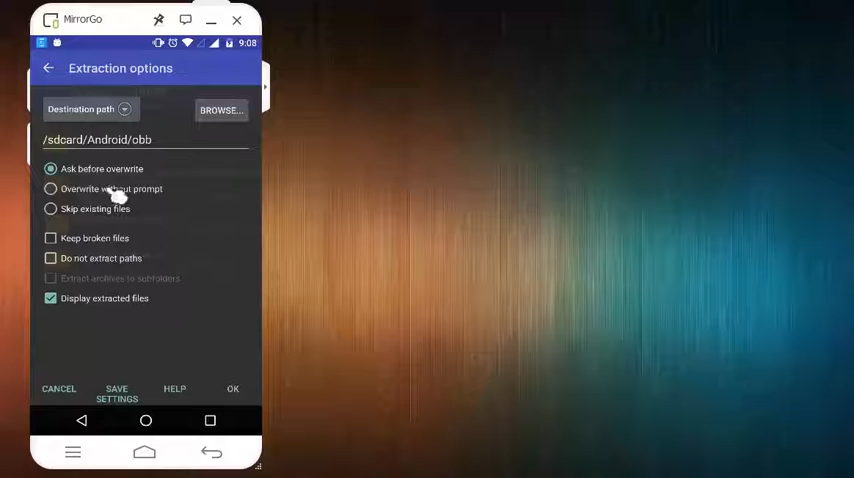 MirrorGo
9:08
Extraction options
Destination path
BROWSE...
/sdcard/Android/obb
Ask before overwrite
Overwrite without prompt
Skip existing files
Keep broken files
Do not extract paths
Extract archives to subfolders
Display extracted files
CANCEL
SAVE SETTINGS
HELP
OK